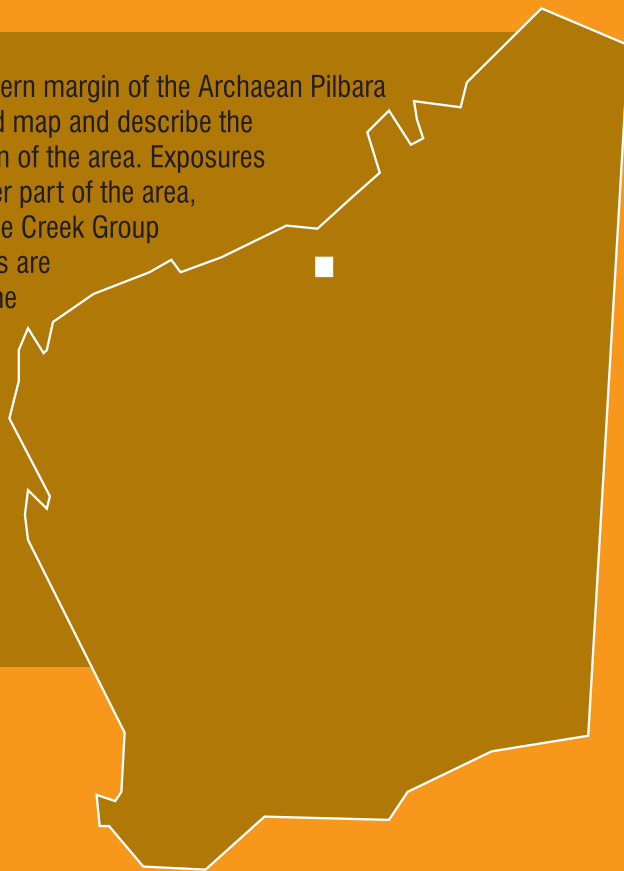 ern margin of the Archaean Pilbara
d map and describe the
n of the area. Exposures
er part of the area,
e Creek Group
s are
ne